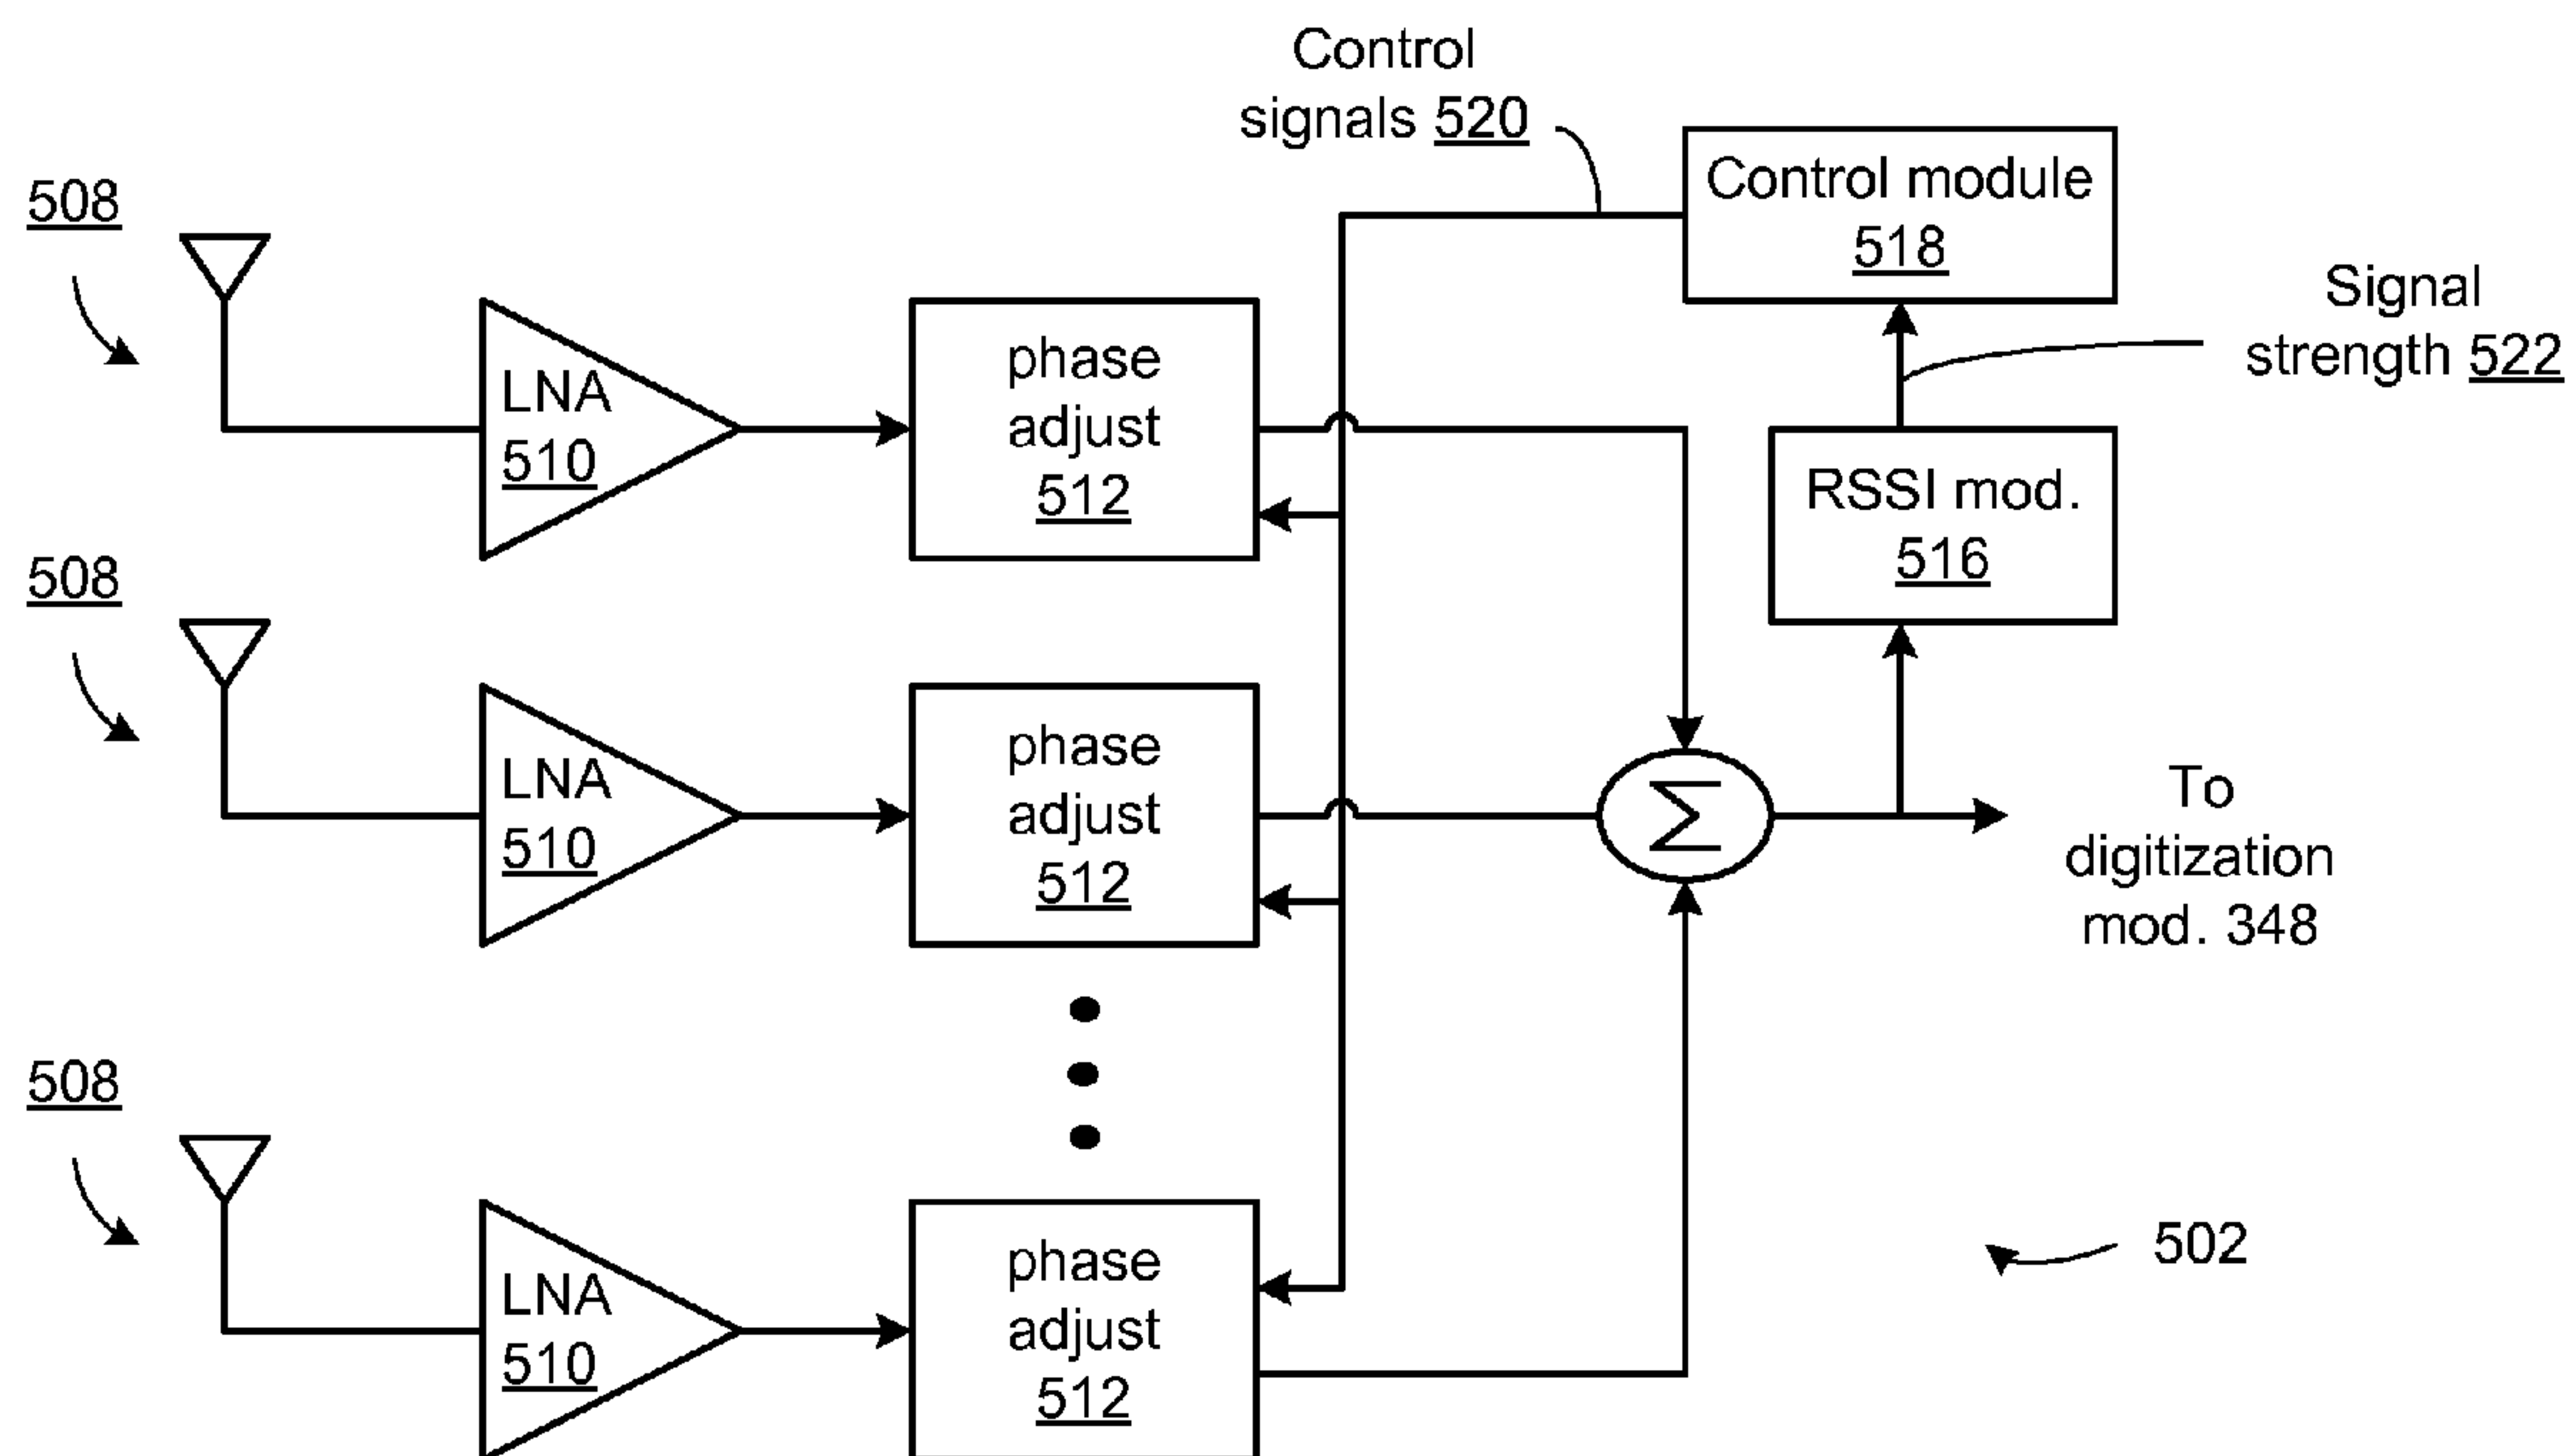 Control
signals 520
508
Control module
518
Signal
strength 522
LNA
510
phase
adjust
512
RSSI mod.
516
508
LNA
510
phase
adjust
512
Σ
To
digitization
mod. 348
508
LNA
510
phase
adjust
512
502